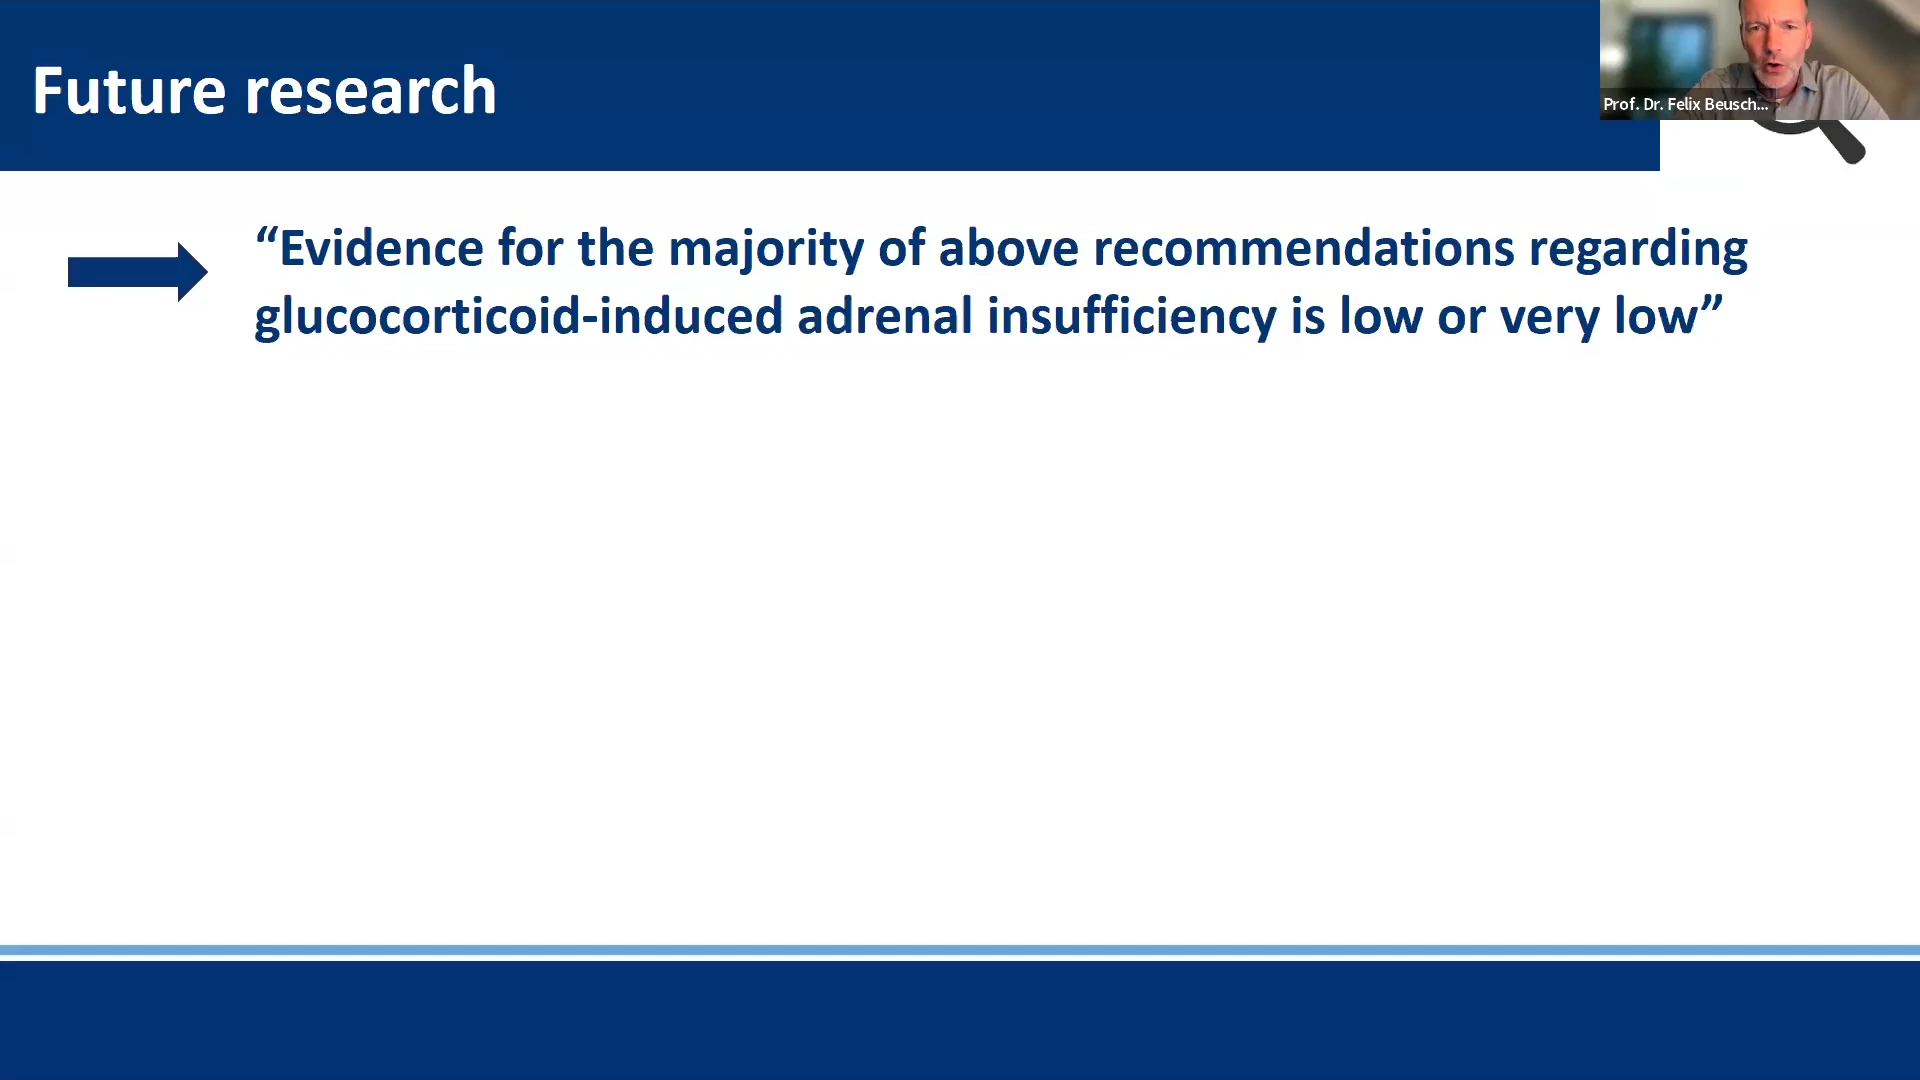 Future research
Prof. Dr. Felix Beusch...
“Evidence for the majority of above recommendations regarding
glucocorticoid-induced adrenal insufficiency is low or very low”